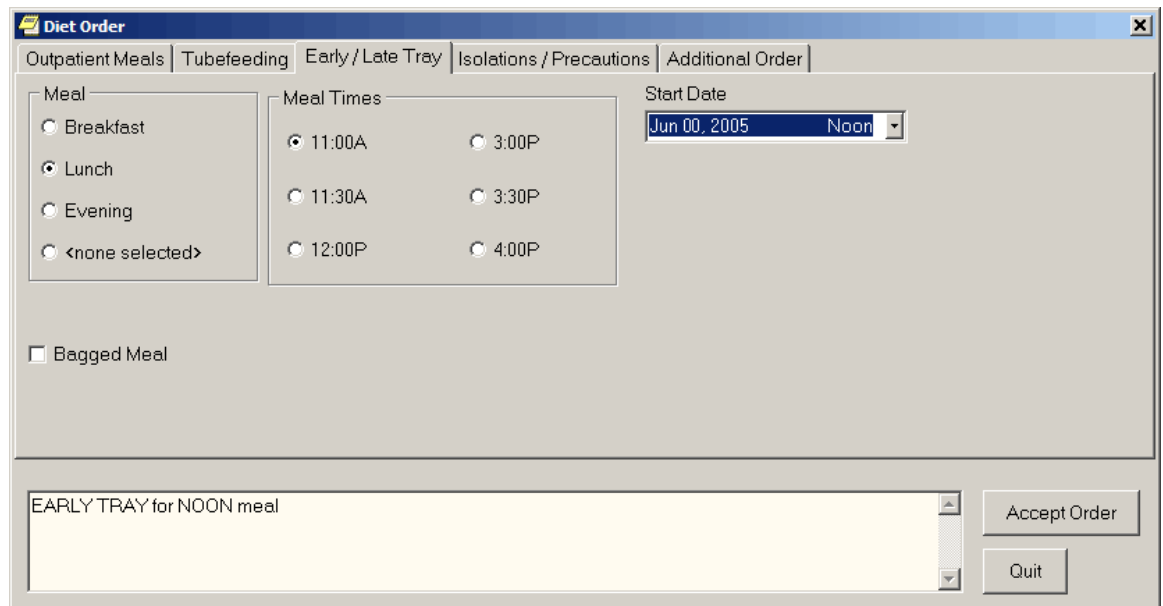 Diet Order
Outpatient Meals Tubefeeding Early / Late Tray Isolations / Precautions Additional Order
Meal
Breakfast
Lunch
Evening
<none selected>
Meal Times
11:00A 3:00P
11:30A 3:30P
12:00P 4:00P
Start Date
Jun 00, 2005 Noon
Bagged Meal
EARLY TRAY for NOON meal
Accept Order
Quit